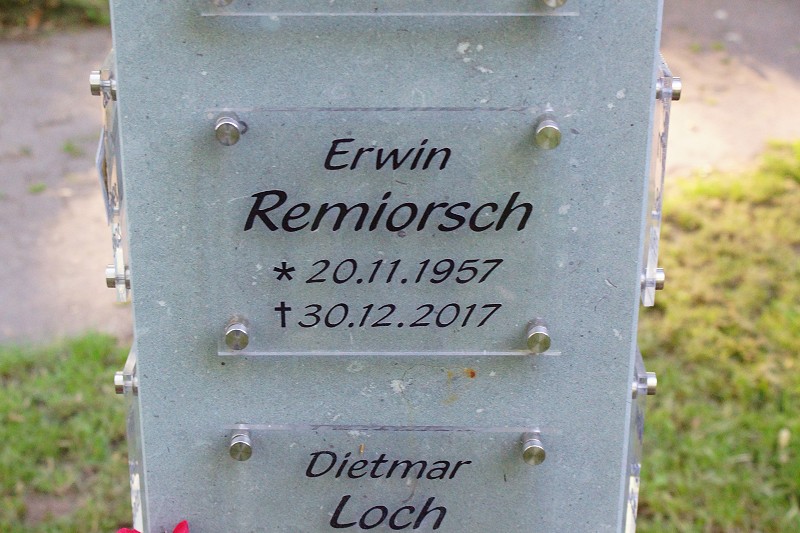 Erwin
Remiorsch
* 20.11.1957
† 30.12.2017
Dietmar
Loch